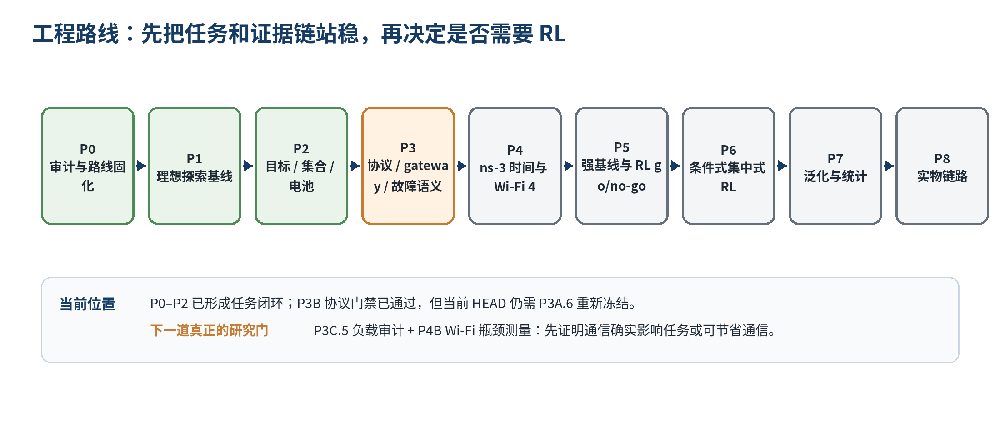 工程路线：先把任务和证据链站稳，再决定是否需要 RL
P0
审计与路线固
化
P1
理想探索基线
P2
目标 / 集合 /
电池
P3
协议 / gatewa
y / 故障语义
P4
ns-3 时间与
Wi-Fi 4
P5
强基线与 RL g
o/no-go
P6
条件式集中式
RL
P7
泛化与统计
P8
实物链路
当前位置 P0–P2 已形成任务闭环；P3B 协议门禁已通过，但当前 HEAD 仍需 P3A.6 重新冻结。
下一道真正的研究门 P3C.5 负载审计 + P4B Wi-Fi 瓶颈测量：先证明通信确实影响任务或可节省通信。